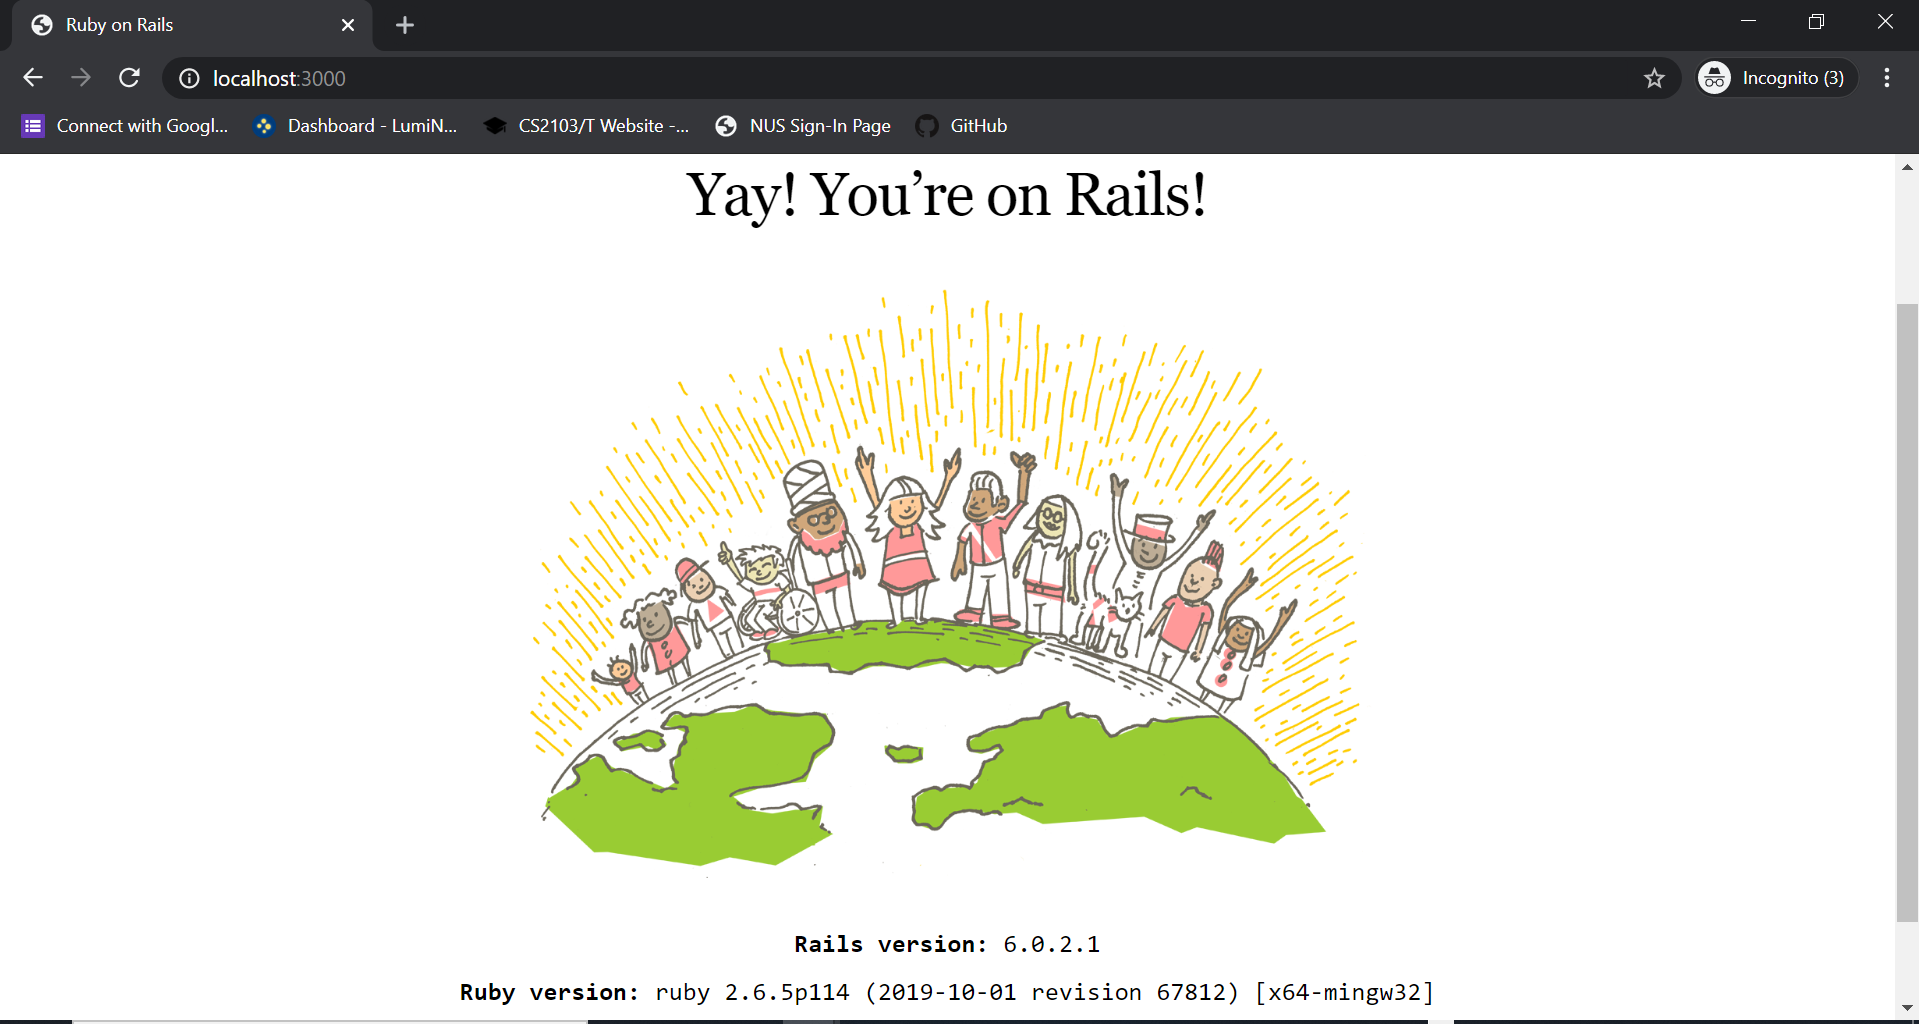 Ruby on Rails
localhost:3000
Incognito (3)
Connect with Googl...
Dashboard - LumiN...
CS2103/T Website -...
NUS Sign-In Page
GitHub
Yay! You’re on Rails!
Rails version: 6.0.2.1
Ruby version: ruby 2.6.5p114 (2019-10-01 revision 67812) [x64-mingw32]